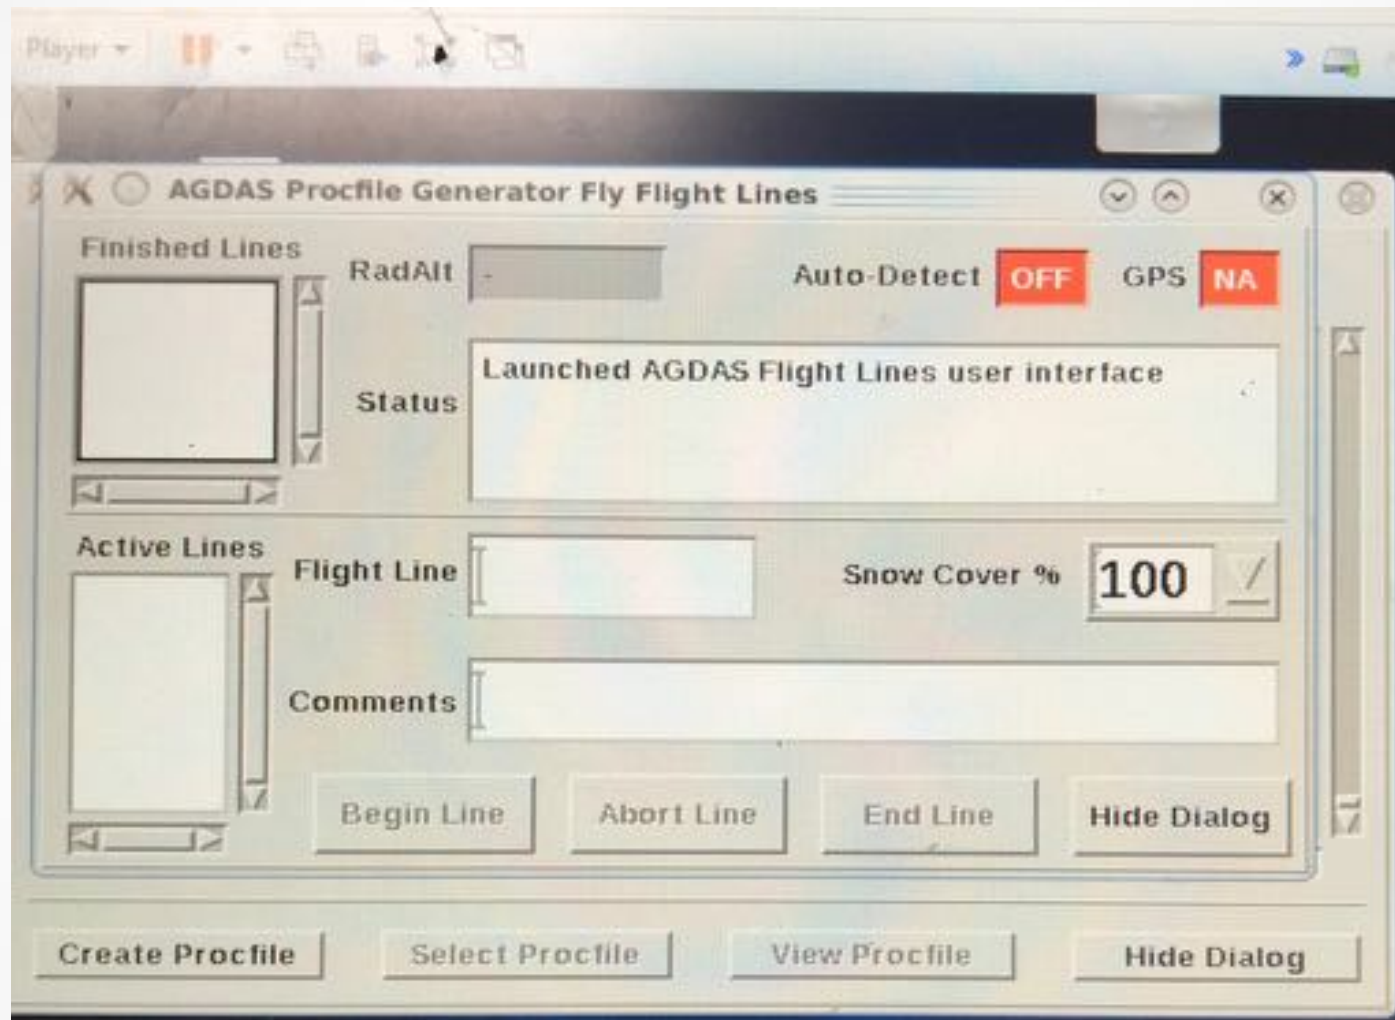 Player
AGDAS Procfile Generator Fly Flight Lines
Finished Lines
RadAlt
-
Auto-Detect OFF
GPS NA
Status
Launched AGDAS Flight Lines user interface
Active Lines
Flight Line
Snow Cover % 100
Comments
Begin Line
Abort Line
End Line
Hide Dialog
Create Procfile
Select Procfile
View Procfile
Hide Dialog